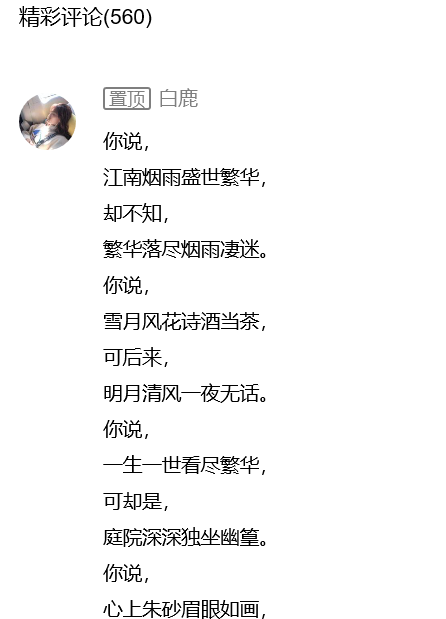 精彩评论(560)
置顶 白鹿
你说，
江南烟雨盛世繁华，
却不知，
繁华落尽烟雨凄迷。
你说，
雪月风花诗酒当茶，
可后来，
明月清风一夜无话。
你说，
一生一世看尽繁华，
可却是，
庭院深深独坐幽篁。
你说，
心上朱砂眉眼如画，